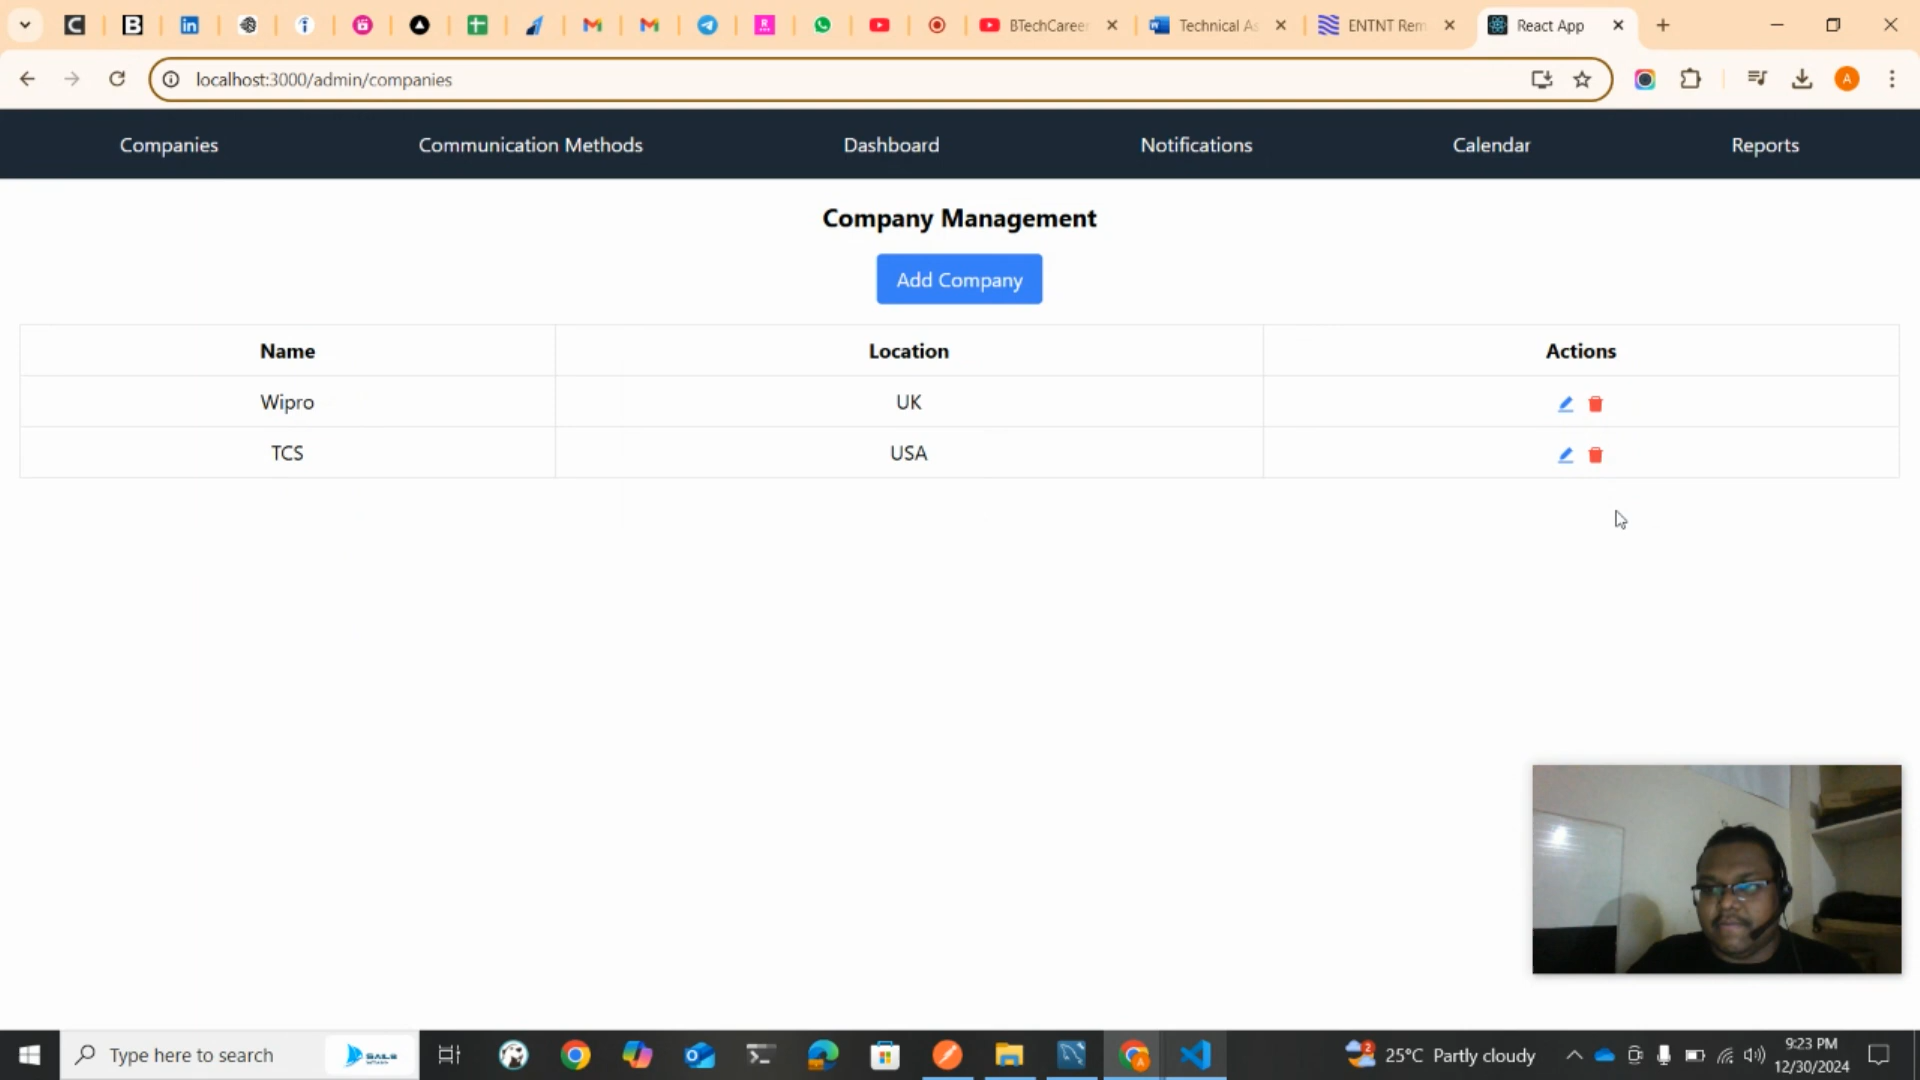 BTechCaree
Technical As
ENTNT Rem
React App
localhost:3000/admin/companies
A
Companies
Communication Methods
Dashboard
Notifications
Calendar
Reports
Company Management
Add Company
Name
Location
Actions
Wipro
UK
TCS
USA
Type here to search
25°C Partly cloudy
9:23 PM
12/30/2024